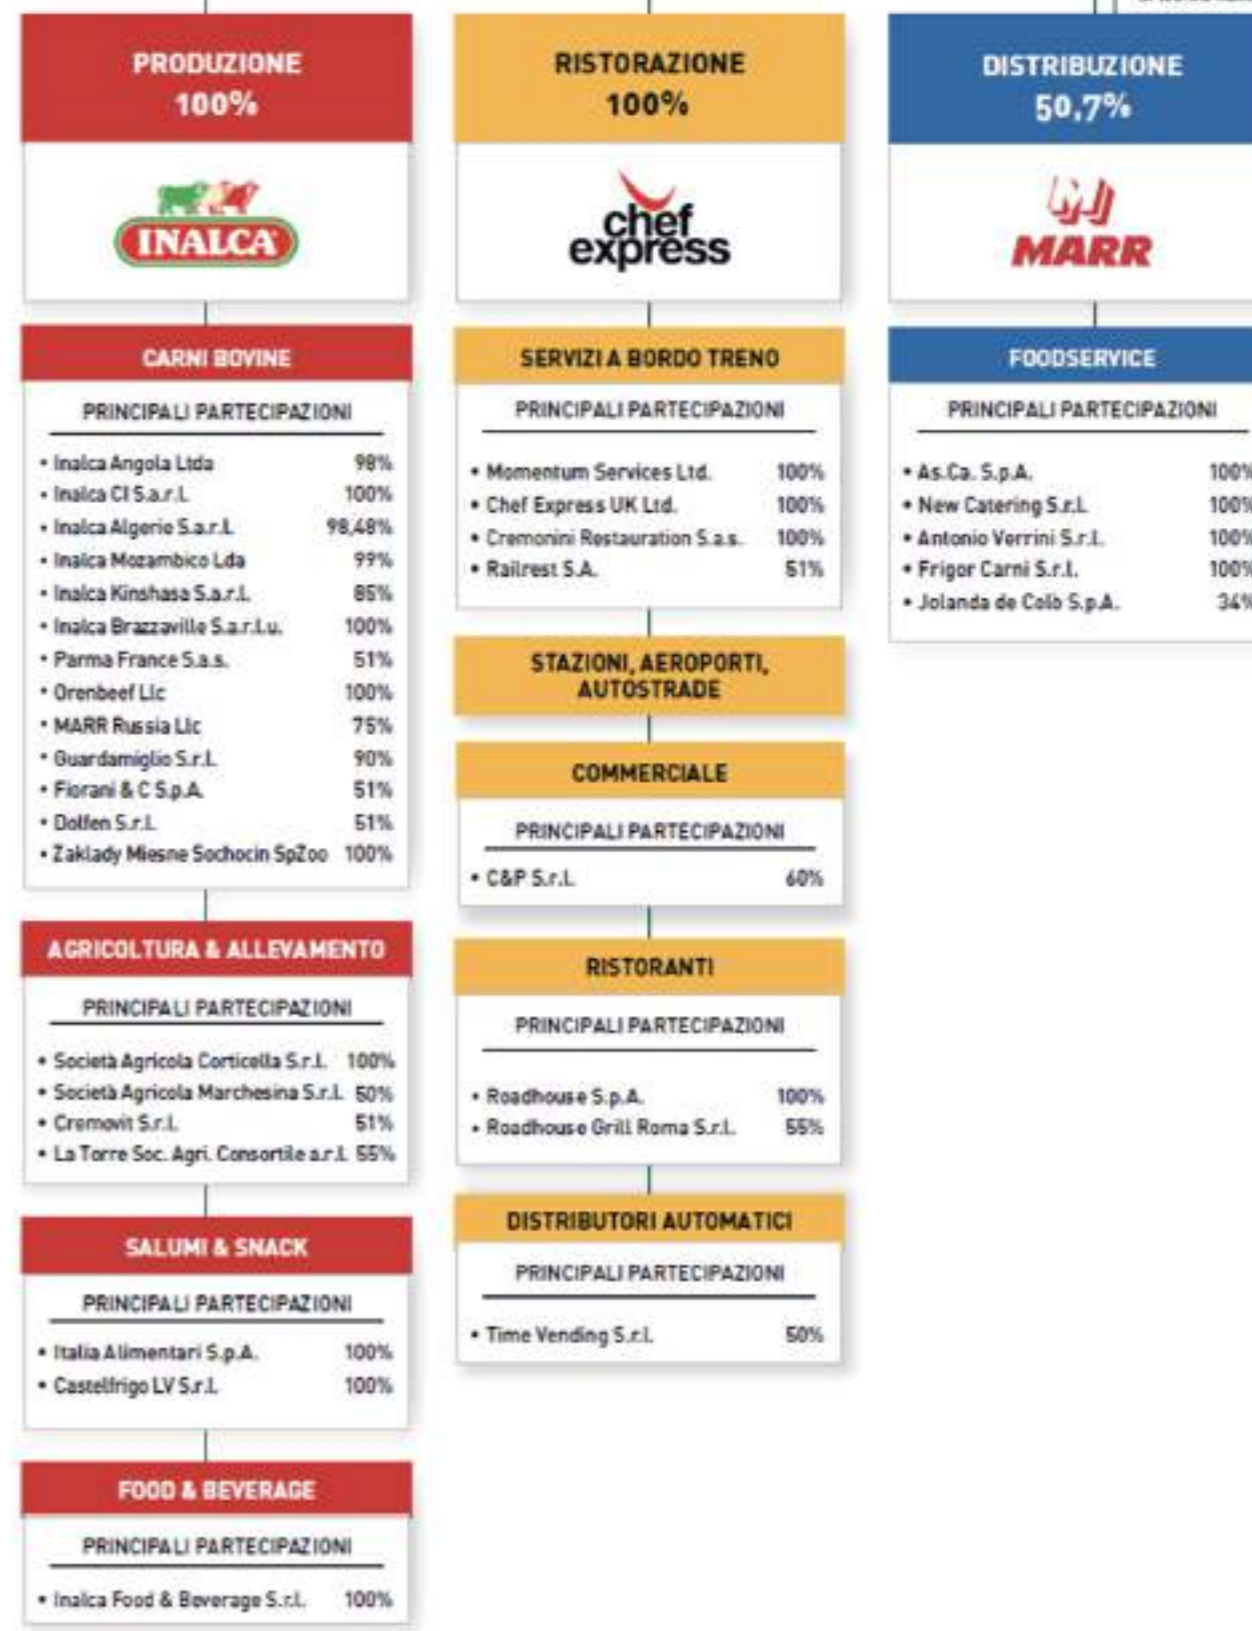 PRODUZIONE
100%
INALCA
CARNI BOVINE
PRINCIPALI PARTECIPAZIONI
• Inalca Angola Ltda 98%
• Inalca CI S.a.r.l. 100%
• Inalca Algerie S.a.r.l. 98,48%
• Inalca Mozambico Lda 99%
• Inalca Kinshasa S.a.r.l. 85%
• Inalca Brazzaville S.a.r.l.u. 100%
• Parma France S.a.s. 51%
• Orenbeef Llc 100%
• MARR Russia Llc 75%
• Guardamiglio S.r.l. 90%
• Fiorani & C S.p.A. 51%
• Dolfen S.r.l. 51%
• Zaklady Miesne Sochocin SpZoo 100%
AGRICOLTURA & ALLEVAMENTO
PRINCIPALI PARTECIPAZIONI
• Società Agricola Corticella S.r.l. 100%
• Società Agricola Marchesina S.r.l. 50%
• Cremovit S.r.l. 51%
• La Torre Soc. Agri. Consortile a.r.l. 55%
SALUMI & SNACK
PRINCIPALI PARTECIPAZIONI
• Italia Alimentari S.p.A. 100%
• Castelfrigo LV S.r.l. 100%
FOOD & BEVERAGE
PRINCIPALI PARTECIPAZIONI
• Inalca Food & Beverage S.r.l. 100%
RISTORAZIONE
100%
chef
express
SERVIZI A BORDO TRENO
PRINCIPALI PARTECIPAZIONI
• Momentum Services Ltd. 100%
• Chef Express UK Ltd. 100%
• Cremonini Restauration S.a.s. 100%
• Railrest S.A. 51%
STAZIONI, AEROPORTI,
AUTOSTRADE
COMMERCIALE
PRINCIPALI PARTECIPAZIONI
• C&P S.r.l. 60%
RISTORANTI
PRINCIPALI PARTECIPAZIONI
• Roadhouse S.p.A. 100%
• Roadhouse Grill Roma S.r.l. 55%
DISTRIBUTORI AUTOMATICI
PRINCIPALI PARTECIPAZIONI
• Time Vending S.r.l. 50%
DISTRIBUZIONE
50,7%
M
MARR
FOODSERVICE
PRINCIPALI PARTECIPAZIONI
• As.Ca. S.p.A. 100%
• New Catering S.r.l. 100%
• Antonio Verrini S.r.l. 100%
• Frigor Carni S.r.l. 100%
• Jolanda de Colò S.p.A. 34%